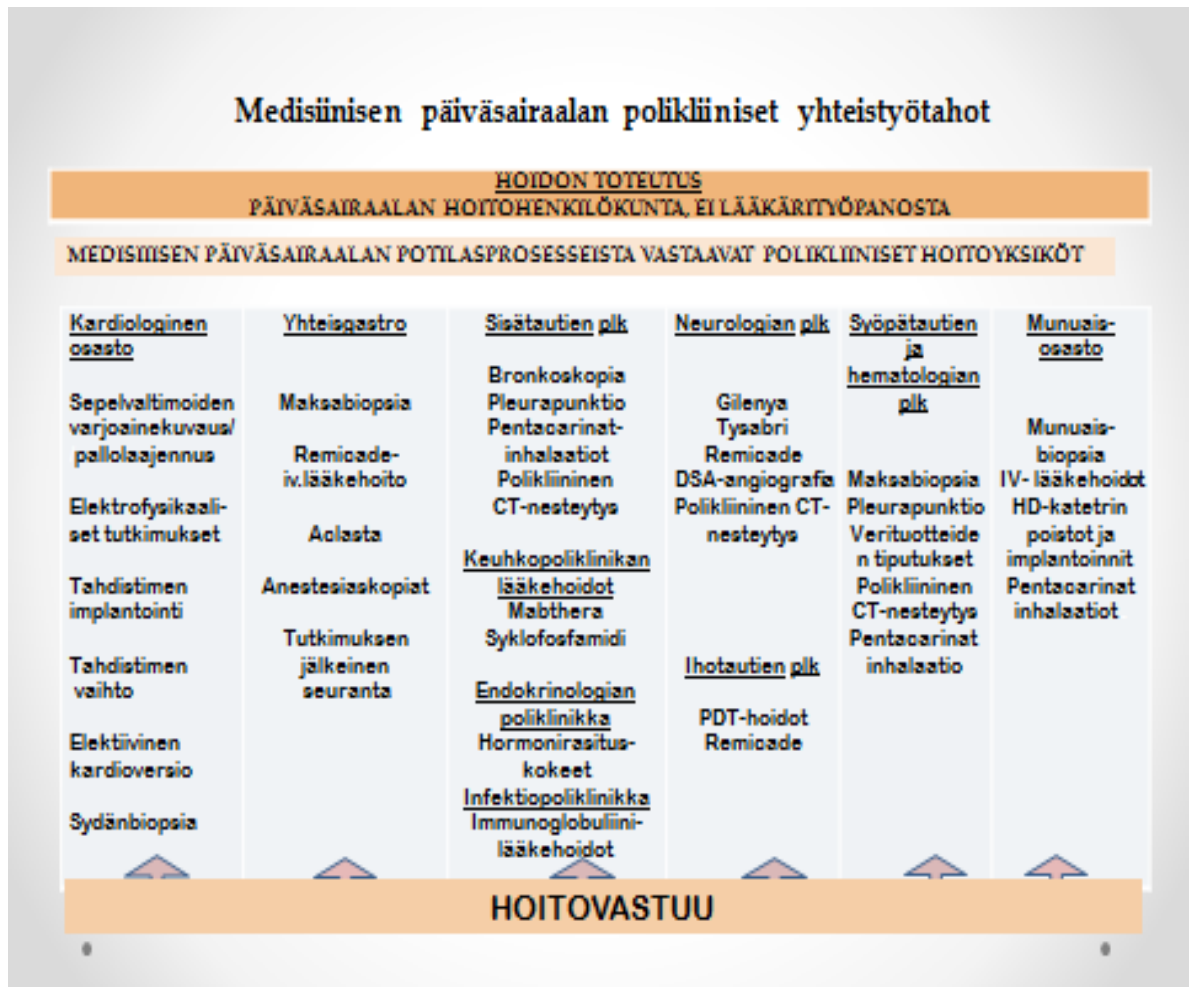 Medisiinisen päiväsairaalan polikliiniset yhteistyötahot
HOIDON TOTEUTUS
PÄIVÄSAIRAALAN HOITOHENKILÖKUNTA, EI LÄÄKÄRITYÖPANOSTA
MEDISIIISEN PÄIVÄSAIRAALAN POTILASPROSESSEISTA VASTAAVAT POLIKLIINISET HOITOYKSIKÖT
Kardiologinen
osasto
Sepelvaltimoiden
varjoainekuvaus/
pallolaajennus
Elektrofysikaali-
set tutkimukset
Tahdistimen
implantointi
Tahdistimen
vaihto
Elektiivinen
kardioversio
Sydänbiopsia
Yhteisgastro
Maksabiopsia
Remicade-
iv.lääkehoito
Aclasta
Anestesiaskopiat
Tutkimuksen
jälkeinen
seuranta
Sisätautien plk
Bronkoskopia
Pleurapunktio
Pentacarinat-
inhalaatiot
Polikliininen
CT-nesteytys
Keuhkopoliklinikan
lääkehoidot
Mabthera
Syklofosfamidi
Endokrinologian
poliklinikka
Hormonirasitus-
kokeet
Infektiopoliklinikka
Immunoglobuliini-
lääkehoidot
Neurologian plk
Gilenya
Tysabri
Remicade
DSA-angiografia
Polikliininen CT-
nesteytys
Ihotautien plk
PDT-hoidot
Remicade
Syöpätautien
ja
hematologian
plk
Maksabiopsia
Pleurapunktio
Verituotteide
n tiputukset
Polikliininen
CT-nesteytys
Pentacarinat
inhalaatio
Munuais-
osasto
Munuais-
biopsia
IV- lääkehoidot
HD-katetrin
poistot ja
implantoinnit
Pentacarinat
inhalaatiot
HOITOVASTUU